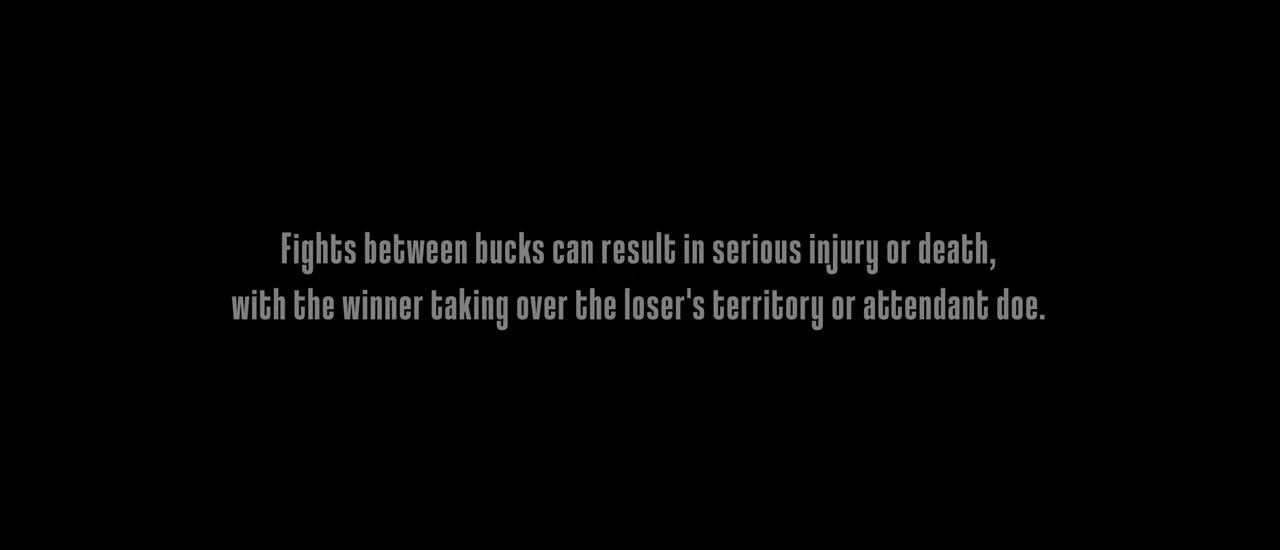 Fights between bucks can result in serious injury or death,
with the winner taking over the loser's territory or attendant doe.